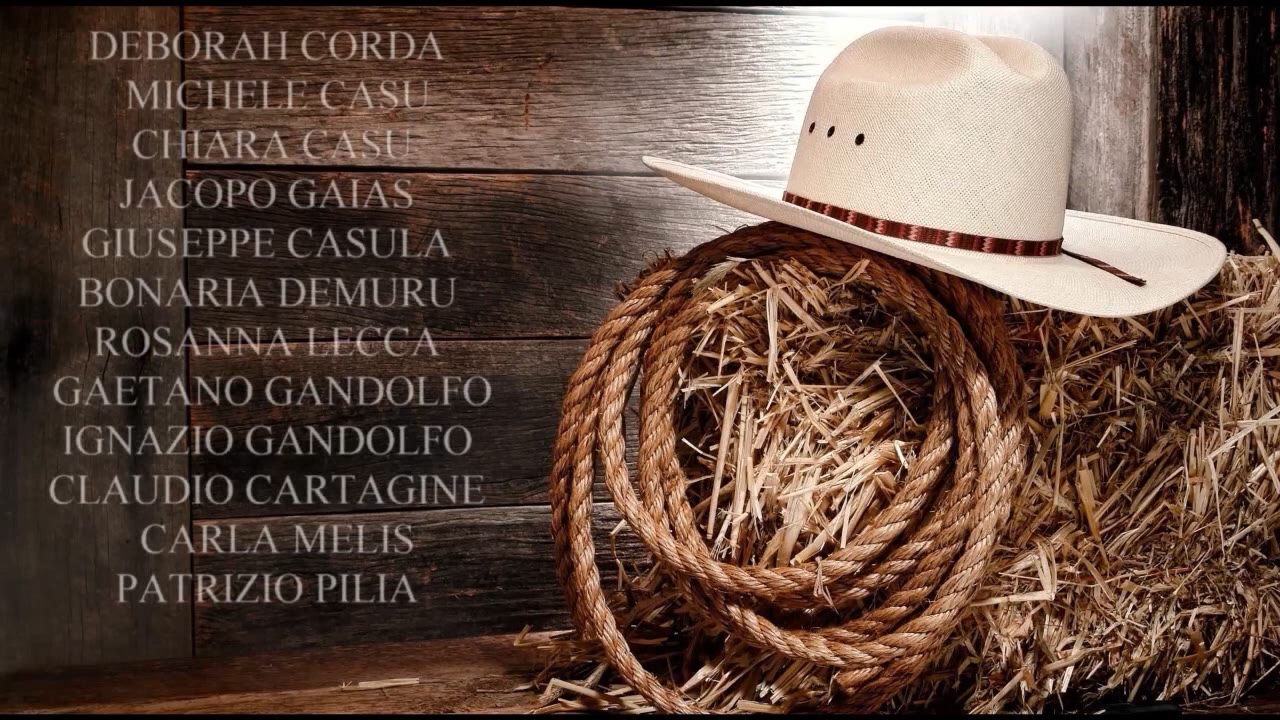 DEBORAH CORDA
MICHELE CASU
CHIARA CASU
JACOPO GAIAS
GIUSEPPE CASULA
BONARIA DEMURU
ROSANNA LECCA
GAETANO GANDOLFO
IGNAZIO GANDOLFO
CLAUDIO CARTAGINE
CARLA MELIS
PATRIZIO PILIA